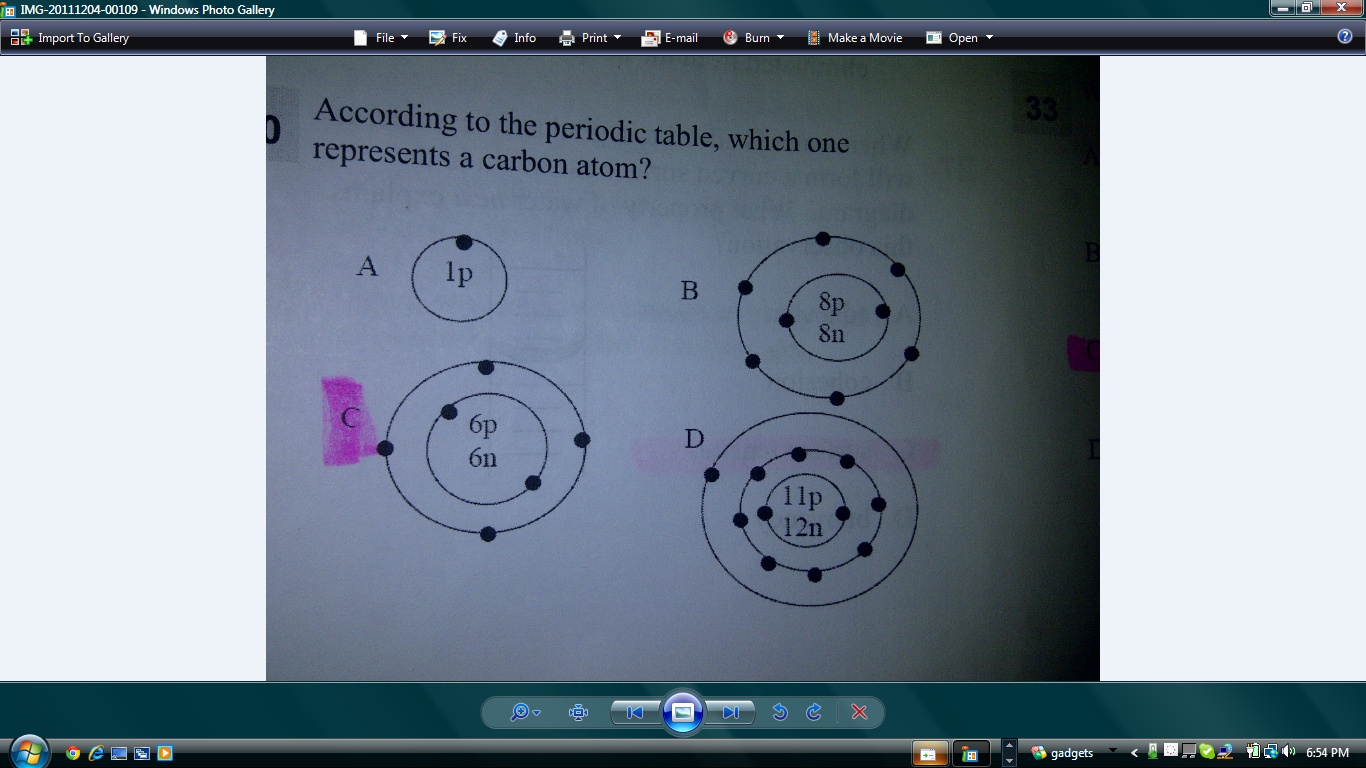 IMG-20111204-00109 - Windows Photo Gallery
Import To Gallery File Fix Info Print E-mail Burn Make a Movie Open
0 According to the periodic table, which one
represents a carbon atom?
33
A
1p
B
8p
8n
C
6p
6n
D
11p
12n
B
C
gadgets
6:54 PM